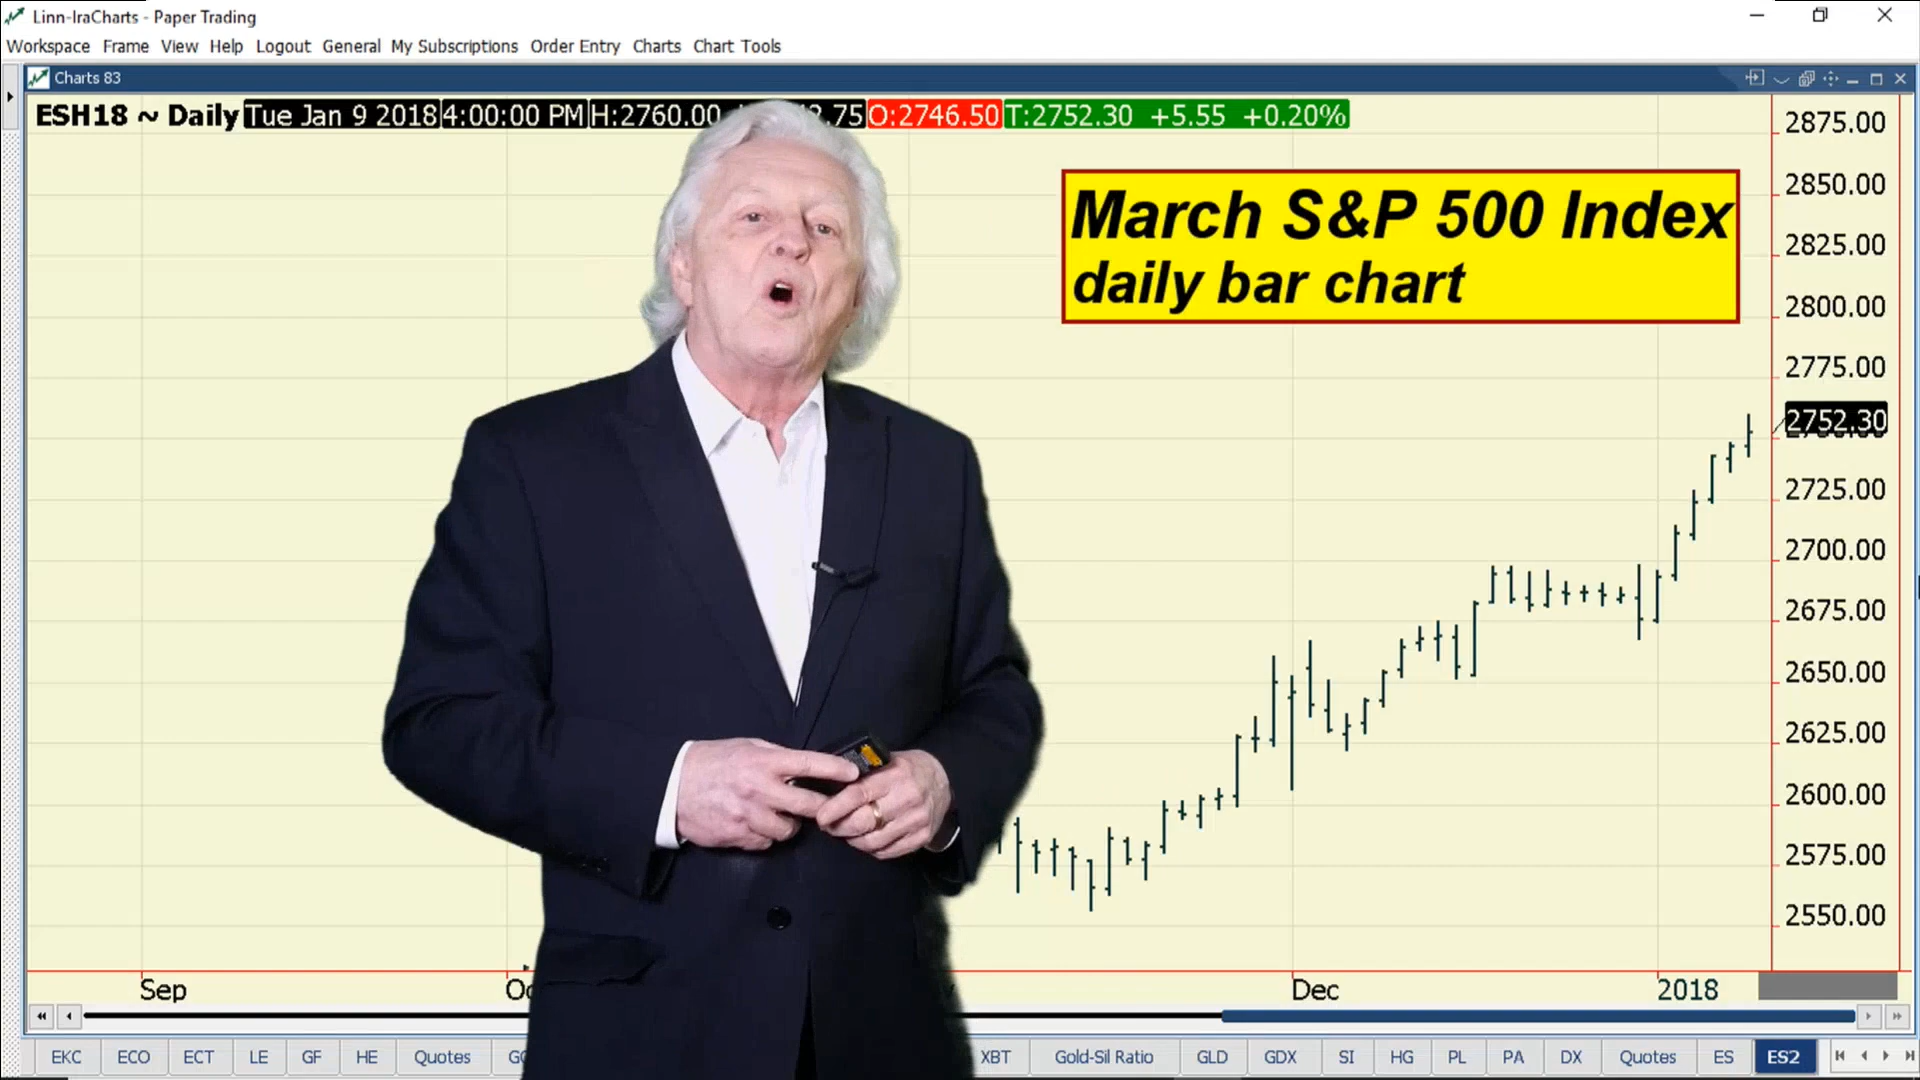 Linn-IraCharts - Paper Trading
Workspace Frame View Help Logout General My Subscriptions Order Entry Charts Chart Tools
Charts 83
ESH18 ~ Daily Tue Jan 9 2018 4:00:00 PM H:2760.00 .75 O:2746.50 T:2752.30 +5.55 +0.20%
March S&P 500 Index
daily bar chart
2875.00
2850.00
2825.00
2800.00
2775.00
2752.30
2725.00
2700.00
2675.00
2650.00
2625.00
2600.00
2575.00
2550.00
Sep Dec 2018
EKC ECO ECT LE GF HE Quotes XBT Gold-Sil Ratio GLD GDX SI HG PL PA DX Quotes ES ES2